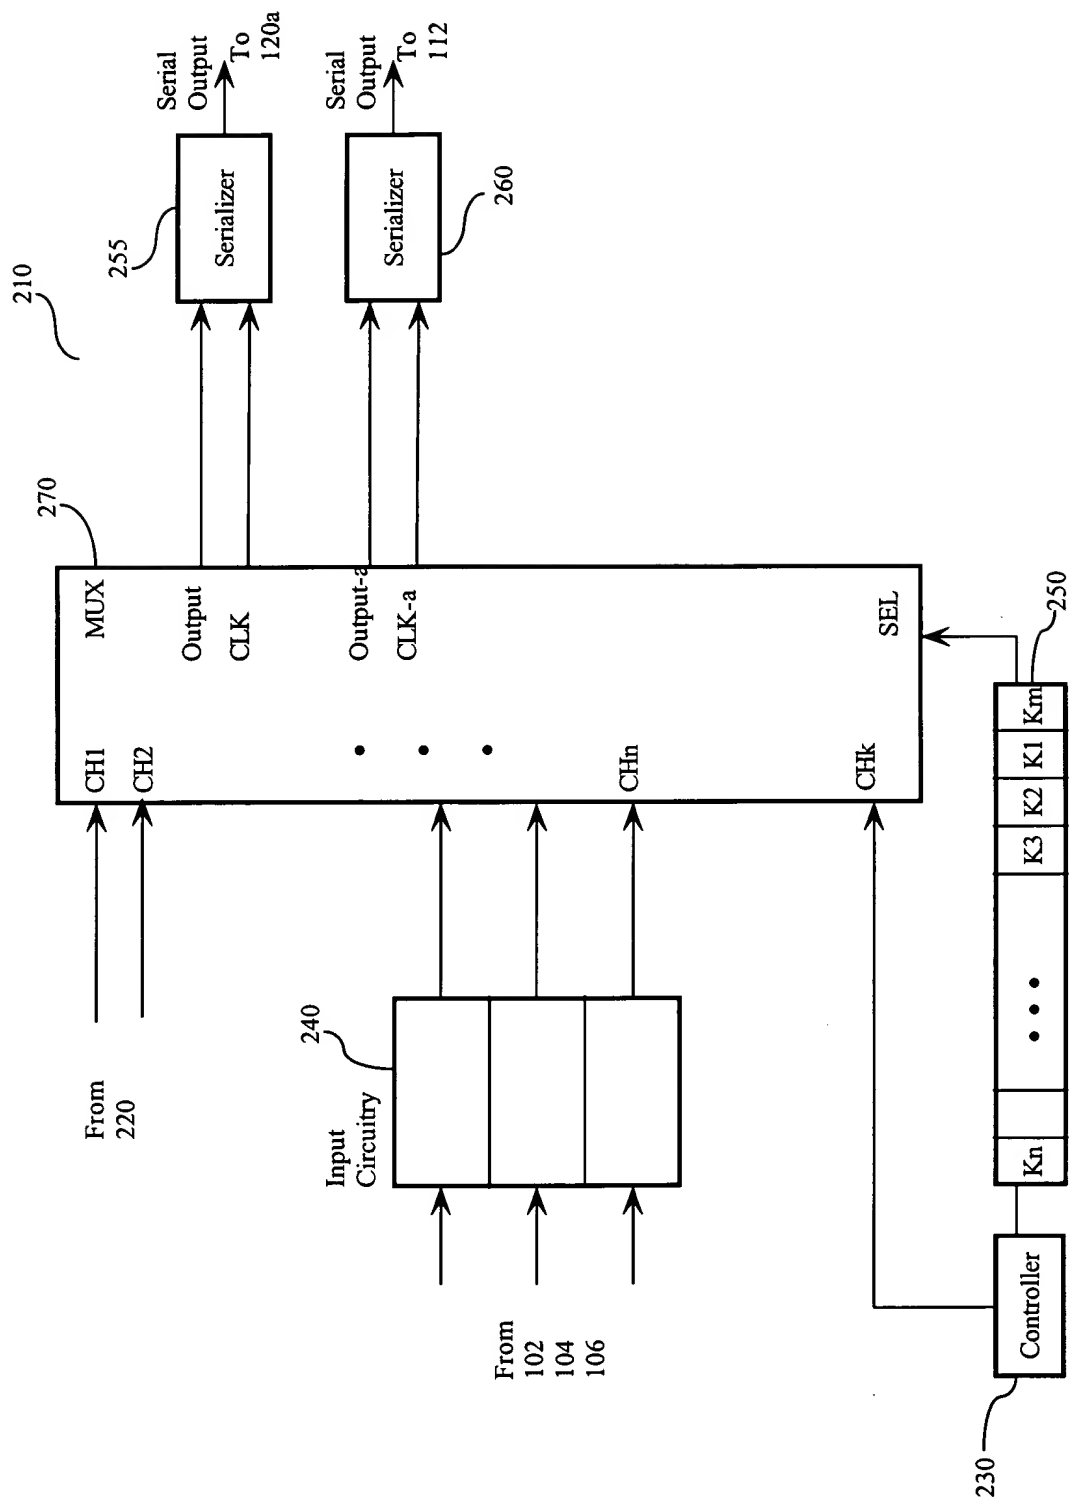 210
From
220
CH1
CH2
MUX
270
Output
CLK
255
Serializer
Serial
Output
To
120a
Output-a
CLK-a
Serializer
260
Serial
Output
To
112
Input
Circuitry
240
From
102
104
106
CHn
CHk
SEL
230
Controller
Kn
K3
K2
K1
Km
250